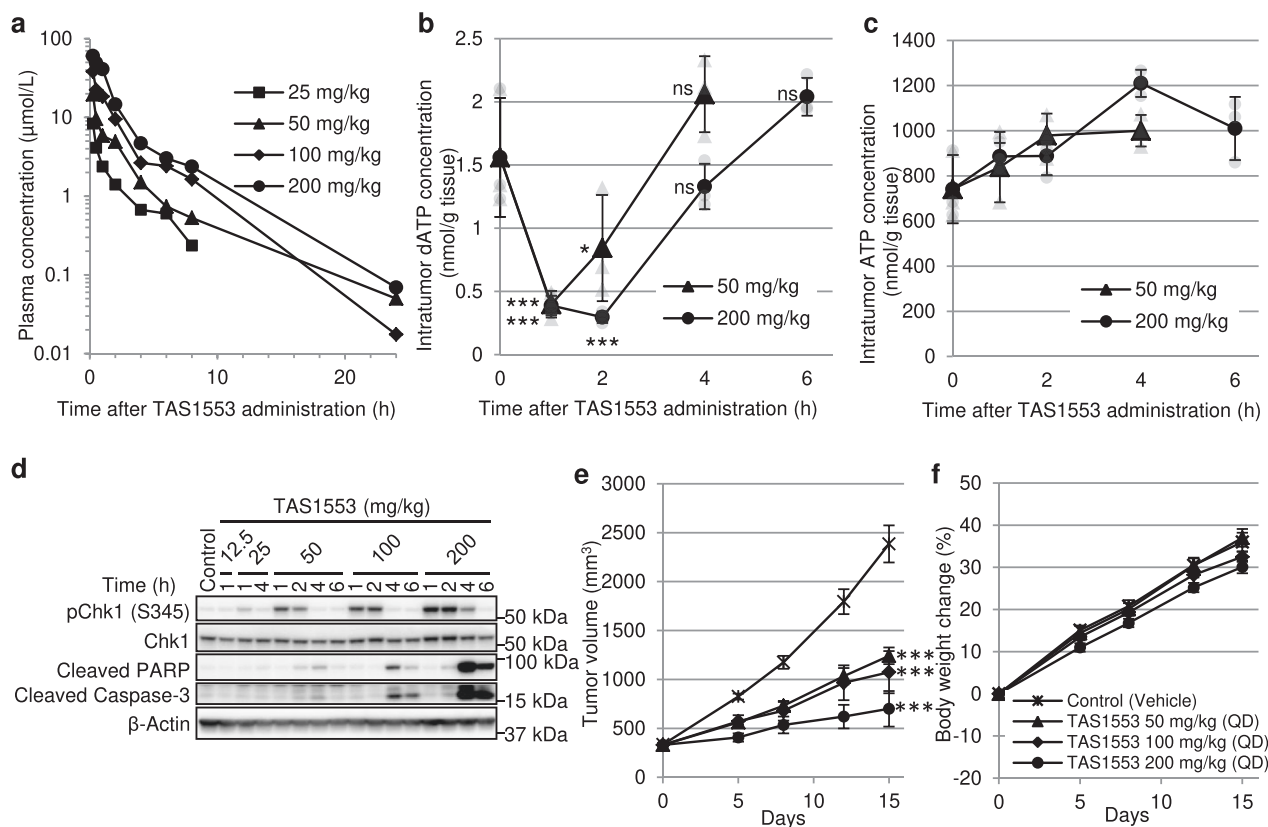 a
Plasma concentration (µmol/L)
100
10
1
0.1
0.01
0
10
20
Time after TAS1553 administration (h)
25 mg/kg
50 mg/kg
100 mg/kg
200 mg/kg
b
Intratumor dATP concentration
(nmol/g tissue)
2.5
2
1.5
1
0.5
0
0
2
4
6
Time after TAS1553 administration (h)
ns
ns
ns
*
***
***
***
50 mg/kg
200 mg/kg
c
Intratumor ATP concentration
(nmol/g tissue)
1400
1200
1000
800
600
400
200
0
0
2
4
6
Time after TAS1553 administration (h)
50 mg/kg
200 mg/kg
d
TAS1553 (mg/kg)
Control 12.5 25 50 100 200
Time (h) 1 1 4 1 2 4 6 1 2 4 6 1 2 4 6
pChk1 (S345)
50 kDa
Chk1
50 kDa
Cleaved PARP
100 kDa
Cleaved Caspase-3
15 kDa
β-Actin
37 kDa
e
Tumor volume (mm³)
3000
2500
2000
1500
1000
500
0
0
5
10
15
Days
***
***
***
f
Body weight change (%)
50
40
30
20
10
0
-10
-20
0
5
10
15
Days
Control (Vehicle)
TAS1553 50 mg/kg (QD)
TAS1553 100 mg/kg (QD)
TAS1553 200 mg/kg (QD)